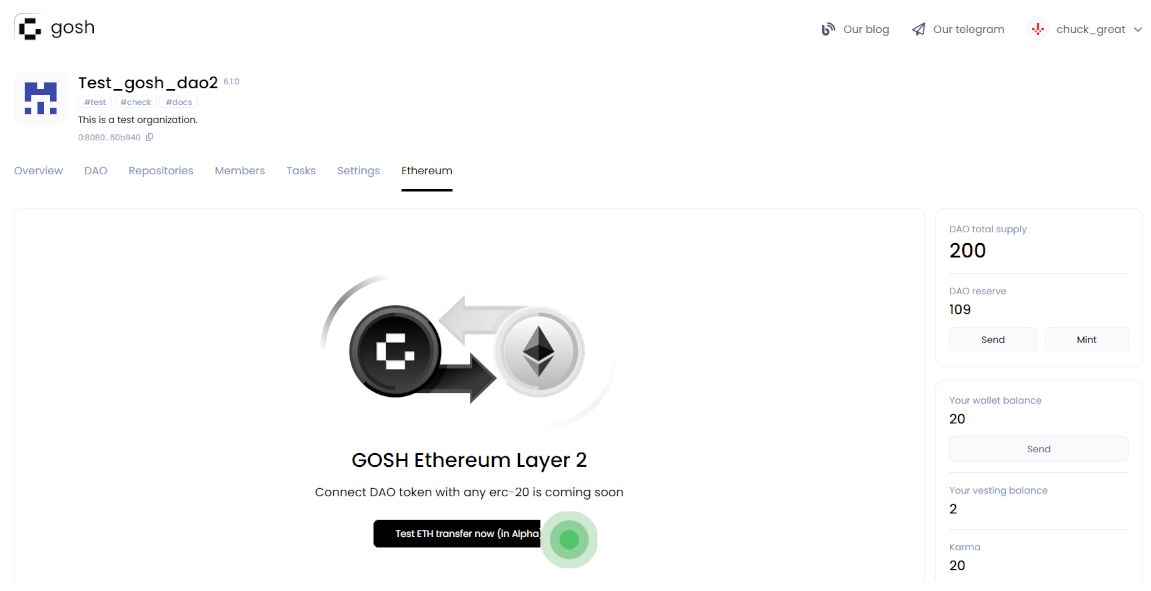 gosh
Our blog
Our telegram
chuck_great
Test_gosh_dao2 6.1.0
#test #check #docs
This is a test organization.
0:8080...60b940
Overview DAO Repositories Members Tasks Settings Ethereum
GOSH Ethereum Layer 2
Connect DAO token with any erc-20 is coming soon
Test ETH transfer now (in Alpha)
DAO total supply
200
DAO reserve
109
Send Mint
Your wallet balance
20
Send
Your vesting balance
2
Karma
20